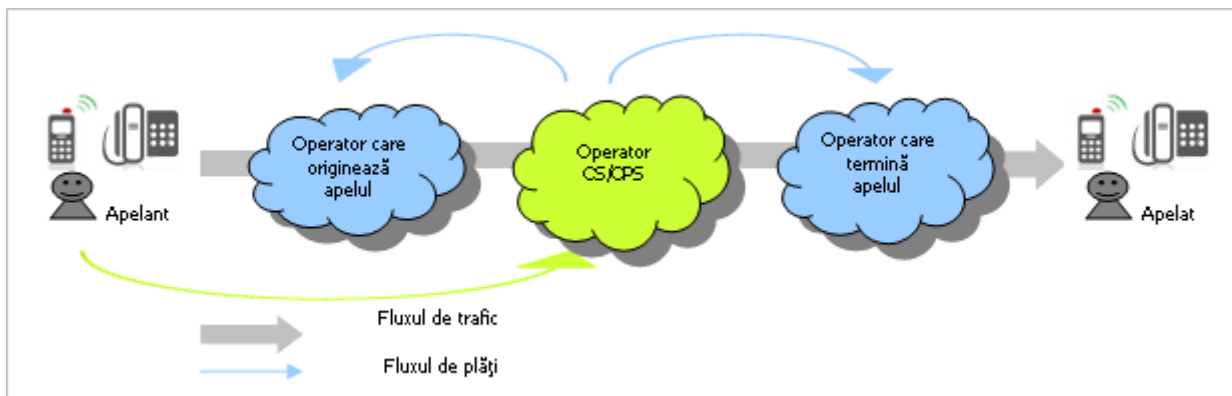 Operator care
originează
apelul
Operator
CS/CPS
Operator care
termină
apelul
Apelant
Apelat
Fluxul de trafic
Fluxul de plăţi